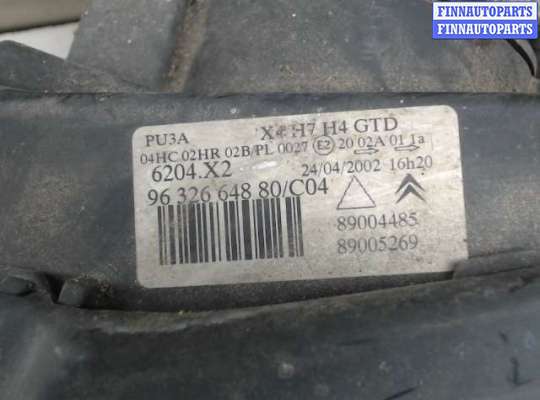 FINNAUTOPARTS
FINNAUTOPARTS
PU3A X4 H7 H4 GTD
04HC 02HR 02B/PL 0027 E2 20 02A 01 1a
6204.X2 24/04/2002 16h20
96 326 648 80/C04
89004485
89005269